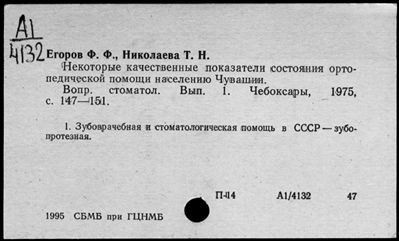 А1
4132
Егоров Ф. Ф., Николаева Т. Н.
Некоторые качественные показатели состояния орто-
педической помощи населению Чувашии.
Вопр. стоматол. Вып. 1. Чебоксары, 1975,
с. 147—151.
1. Зубоврачебная и стоматологическая помощь в СССР — зубо-
протезная.
П-114 А1/4132 47
1995 СБМБ при ГЦНМБ